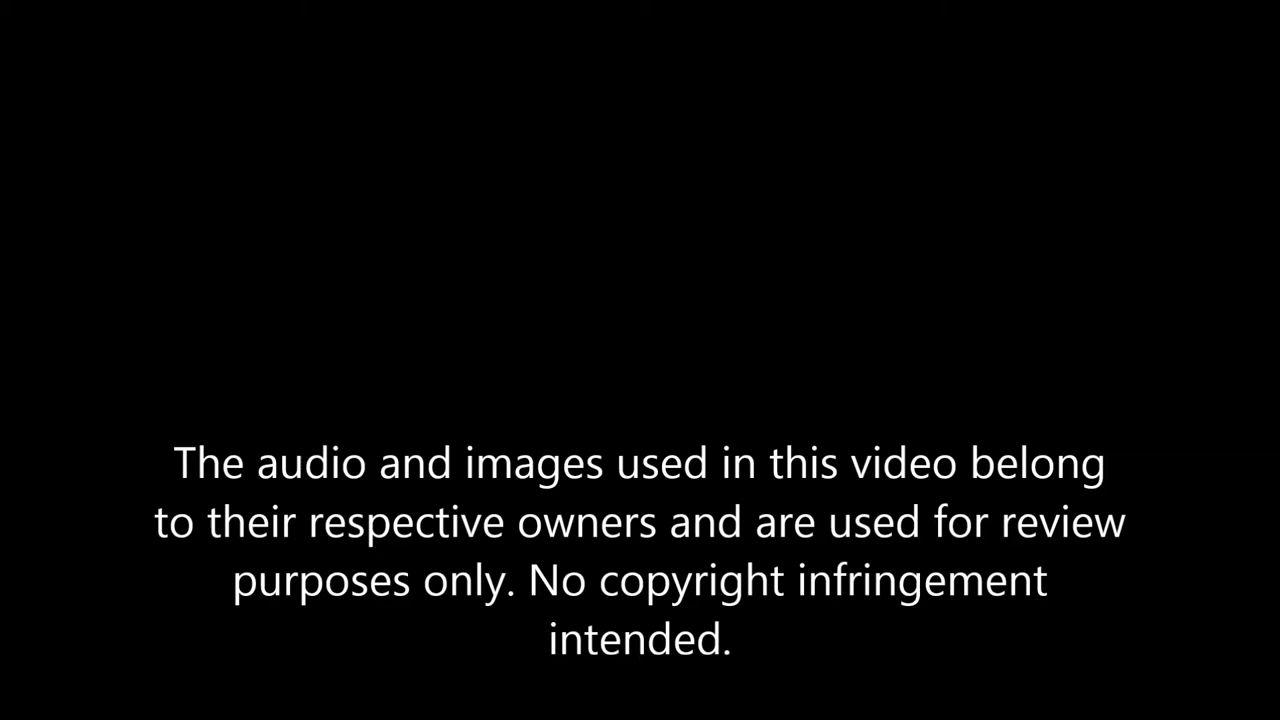 The audio and images used in this video belong
to their respective owners and are used for review
purposes only. No copyright infringement
intended.